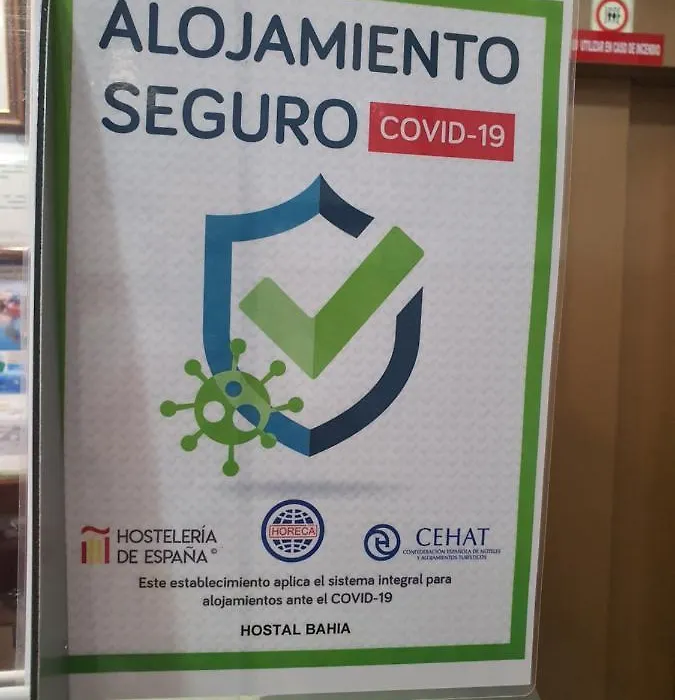 ALOJAMIENTO
SEGURO COVID-19
UTILIZAR EN CASO DE INCENDIO
HOSTELERÍA
DE ESPAÑA©
HORECA
CEHAT
CONFEDERACIÓN ESPAÑOLA DE HOTELES
Y ALOJAMIENTOS TURÍSTICOS
Este establecimiento aplica el sistema integral para
alojamientos ante el COVID-19
HOSTAL BAHIA